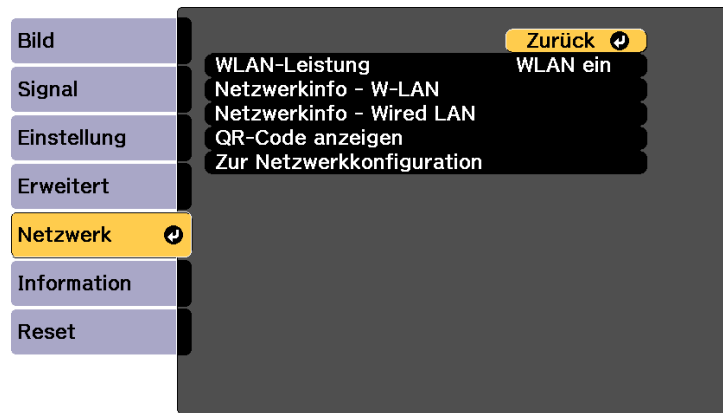 Bild
Signal
Einstellung
Erweitert
Netzwerk
Information
Reset
Zurück
WLAN-Leistung WLAN ein
Netzwerkinfo - W-LAN
Netzwerkinfo - Wired LAN
QR-Code anzeigen
Zur Netzwerkkonfiguration